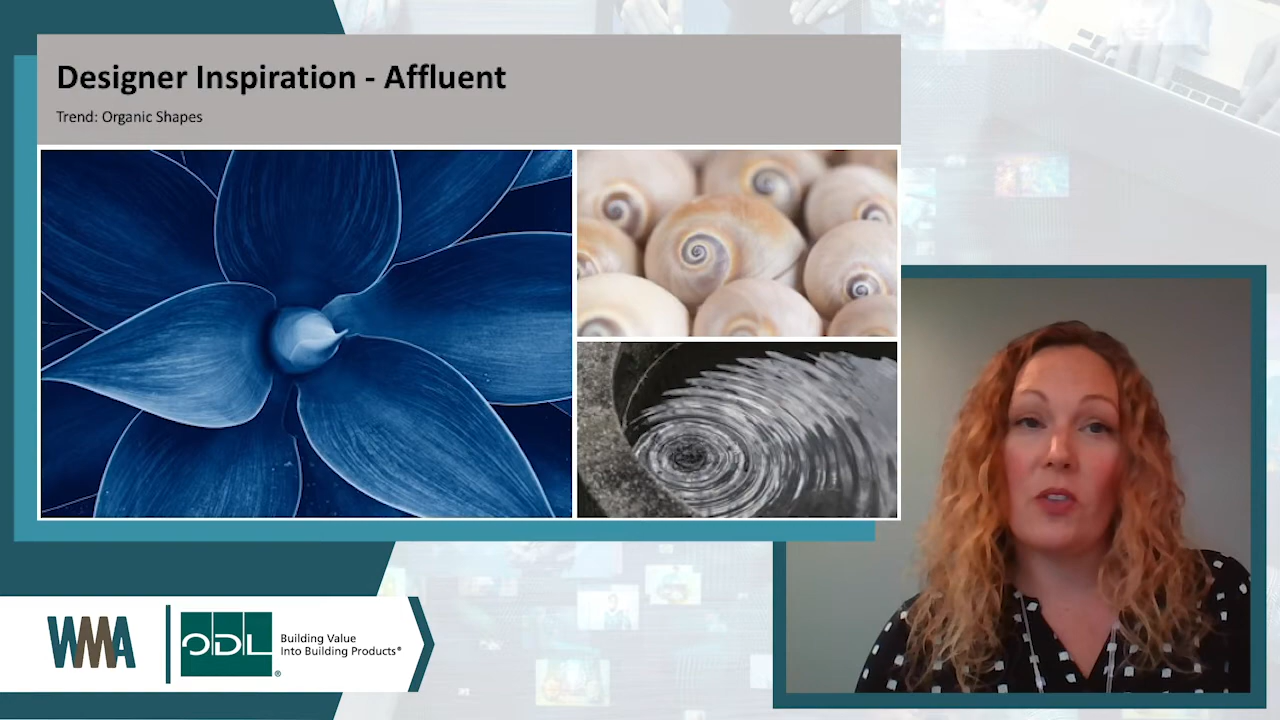 Designer Inspiration - Affluent
Trend: Organic Shapes
WMA
ODL
®
Building Value
Into Building Products®